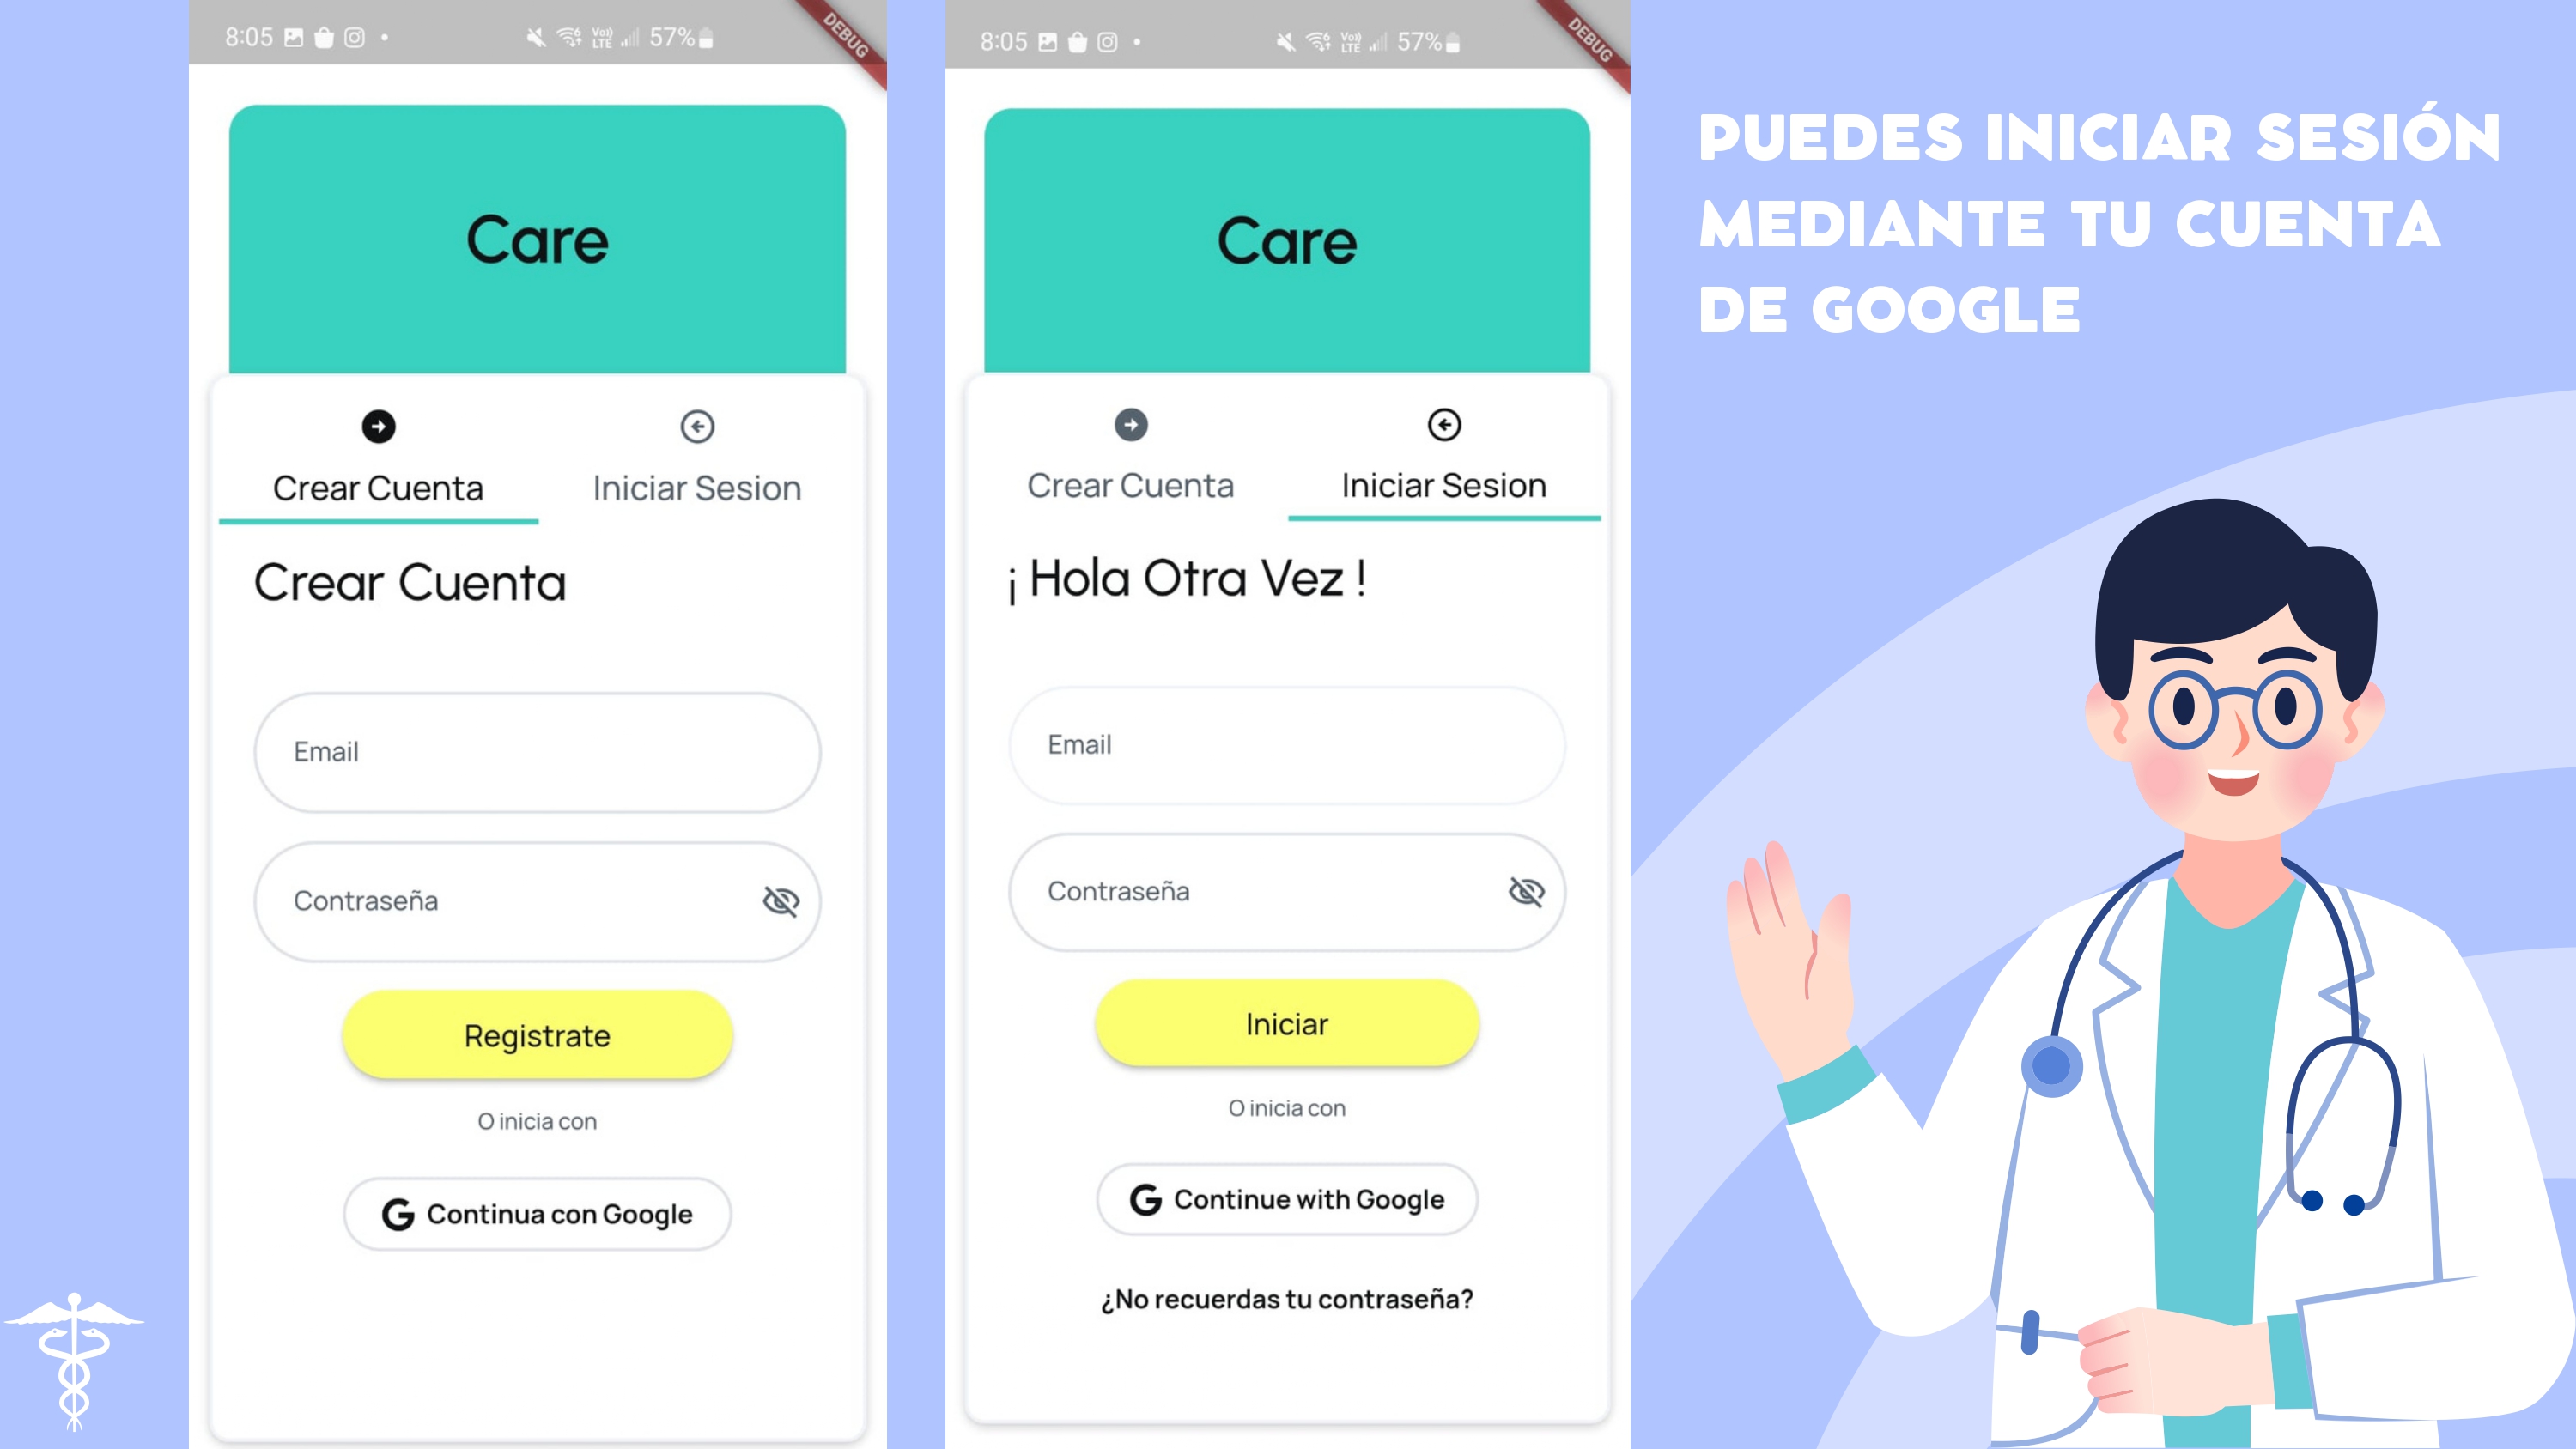 8:05
57%
DEBUG
Care
Crear Cuenta
Iniciar Sesion
Crear Cuenta
Email
Contraseña
Registrate
O inicia con
G Continua con Google
8:05
57%
DEBUG
Care
Crear Cuenta
Iniciar Sesion
¡ Hola Otra Vez !
Email
Contraseña
Iniciar
O inicia con
G Continue with Google
¿No recuerdas tu contraseña?
PUEDES INICIAR SESIÓN
MEDIANTE TU CUENTA
DE GOOGLE